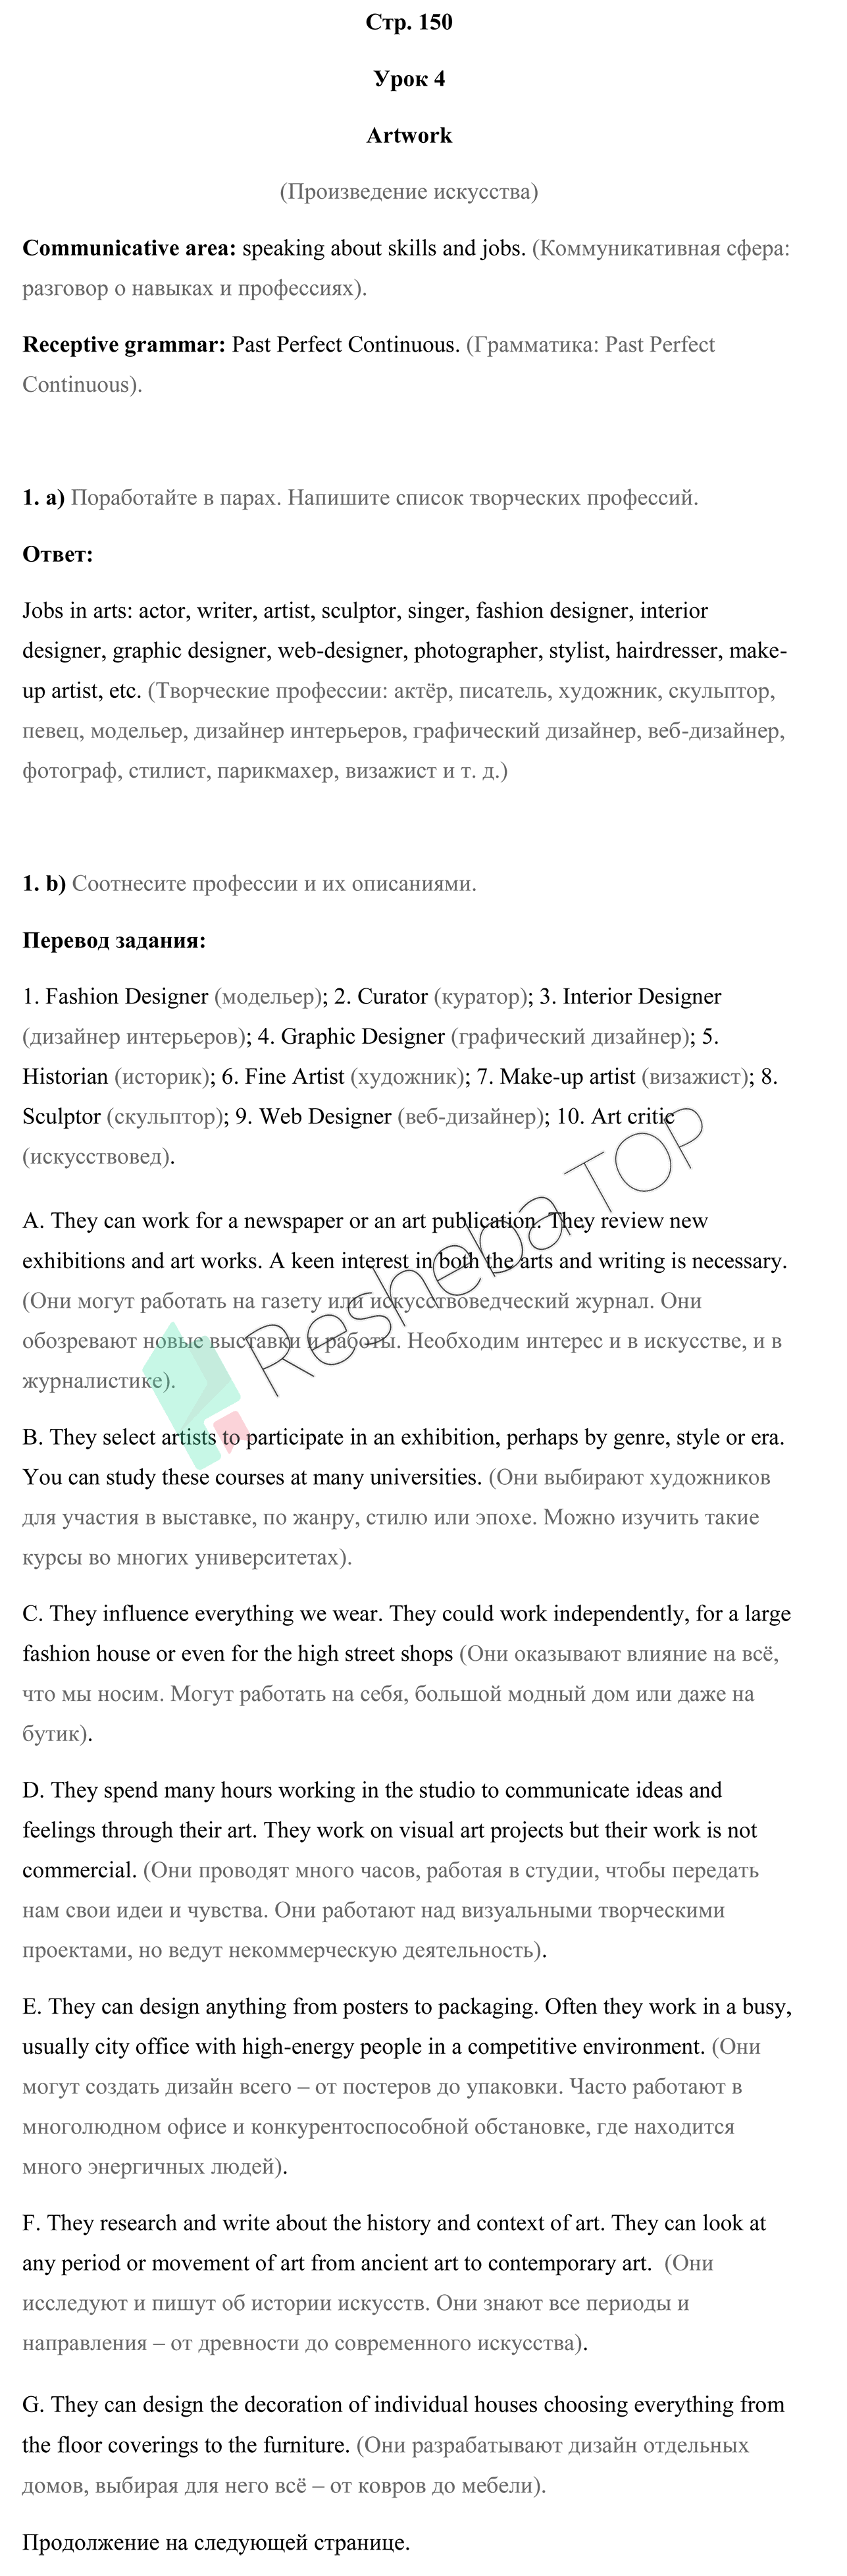 Стр. 150
Урок 4
Artwork
(Произведение искусства)
Communicative area: speaking about skills and jobs. (Коммуникативная сфера:
разговор о навыках и профессиях).
Receptive grammar: Past Perfect Continuous. (Грамматика: Past Perfect
Continuous).
1. a) Поработайте в парах. Напишите список творческих профессий.
Ответ:
Jobs in arts: actor, writer, artist, sculptor, singer, fashion designer, interior
designer, graphic designer, web-designer, photographer, stylist, hairdresser, make-
up artist, etc. (Творческие профессии: актёр, писатель, художник, скульптор,
певец, модельер, дизайнер интерьеров, графический дизайнер, веб-дизайнер,
фотограф, стилист, парикмахер, визажист и т. д.)
1. b) Соотнесите профессии и их описаниями.
Перевод задания:
1. Fashion Designer (модельер); 2. Curator (куратор); 3. Interior Designer
(дизайнер интерьеров); 4. Graphic Designer (графический дизайнер); 5.
Historian (историк); 6. Fine Artist (художник); 7. Make-up artist (визажист); 8.
Sculptor (скульптор); 9. Web Designer (веб-дизайнер); 10. Art critic
(искусствовед).
A. They can work for a newspaper or an art publication. They review new
exhibitions and art works. A keen interest in both the arts and writing is necessary.
(Они могут работать на газету или искусствоведческий журнал. Они
обозревают новые выставки и работы. Необходим интерес и в искусстве, и в
журналистике).
B. They select artists to participate in an exhibition, perhaps by genre, style or era.
You can study these courses at many universities. (Они выбирают художников
для участия в выставке, по жанру, стилю или эпохе. Можно изучить такие
курсы во многих университетах).
C. They influence everything we wear. They could work independently, for a large
fashion house or even for the high street shops (Они оказывают влияние на всё,
что мы носим. Могут работать на себя, большой модный дом или даже на
бутик).
D. They spend many hours working in the studio to communicate ideas and
feelings through their art. They work on visual art projects but their work is not
commercial. (Они проводят много часов, работая в студии, чтобы передать
нам свои идеи и чувства. Они работают над визуальными творческими
проектами, но ведут некоммерческую деятельность).
E. They can design anything from posters to packaging. Often they work in a busy,
usually city office with high-energy people in a competitive environment. (Они
могут создать дизайн всего – от постеров до упаковки. Часто работают в
многолюдном офисе и конкурентоспособной обстановке, где находится
много энергичных людей).
F. They research and write about the history and context of art. They can look at
any period or movement of art from ancient art to contemporary art. (Они
исследуют и пишут об истории искусств. Они знают все периоды и
направления – от древности до современного искусства).
G. They can design the decoration of individual houses choosing everything from
the floor coverings to the furniture. (Они разрабатывают дизайн отдельных
домов, выбирая для него всё – от ковров до мебели).
Продолжение на следующей странице.
Resheba TOP